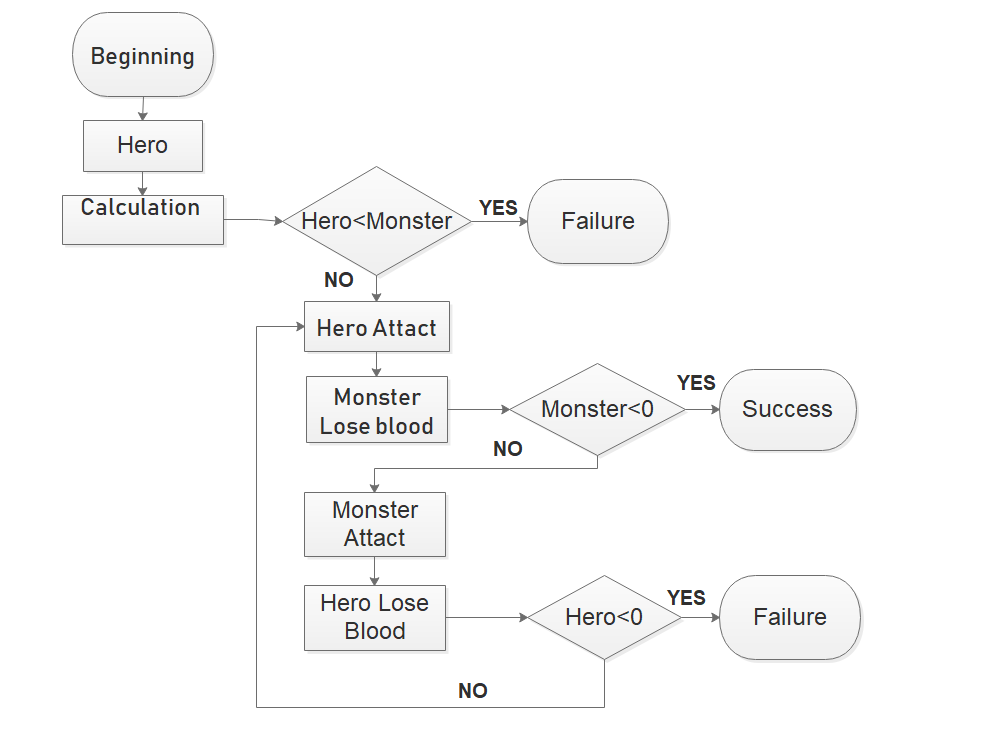 Beginning
Hero
Calculation
Hero<Monster
YES
Failure
NO
Hero Attact
Monster
Lose blood
Monster<0
YES
Success
NO
Monster
Attact
Hero Lose
Blood
Hero<0
YES
Failure
NO